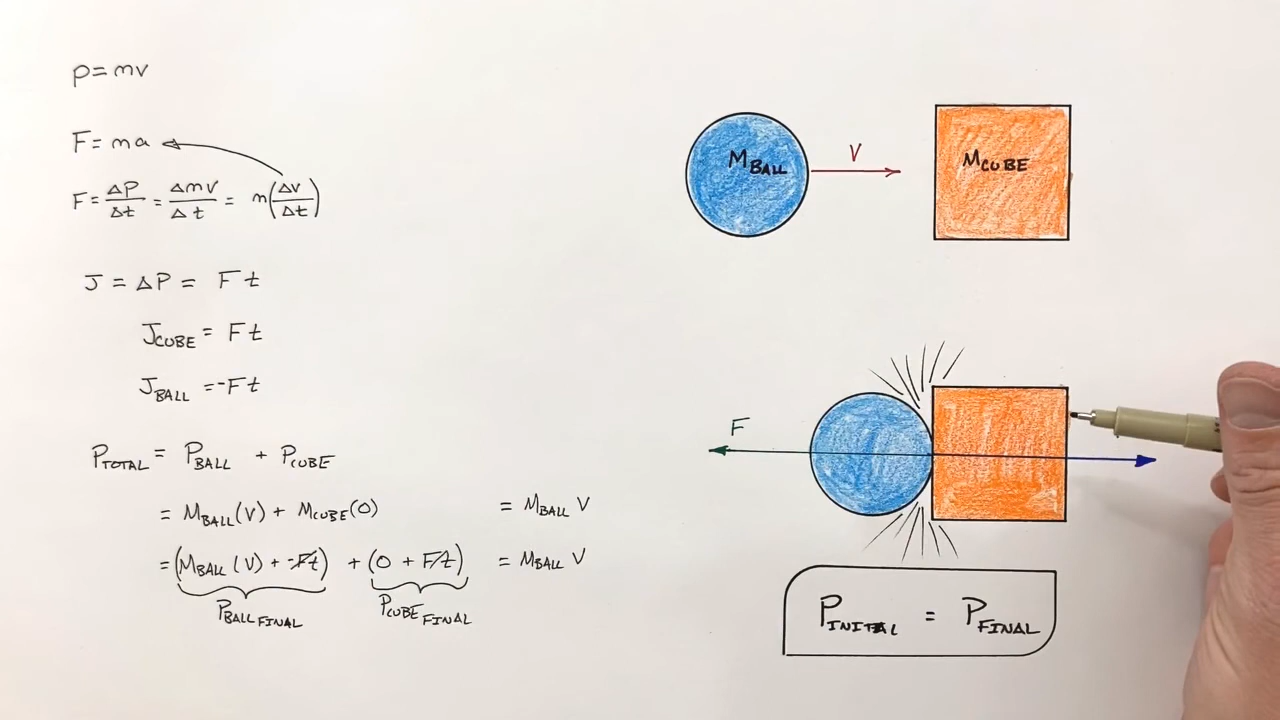 p = mv
F = ma
F = ΔP/Δt = Δmv/Δt = m(Δv/Δt)
J = ΔP = Ft
JCUBE = Ft
JBALL = -Ft
PTOTAL = PBALL + PCUBE
= MBALL(V) + MCUBE(0) = MBALL V
= (MBALL(V) + -Ft) + (0 + Ft) = MBALL V
PBALL FINAL PCUBE FINAL
MBALL V MCUBE
F
PINITAL = PFINAL